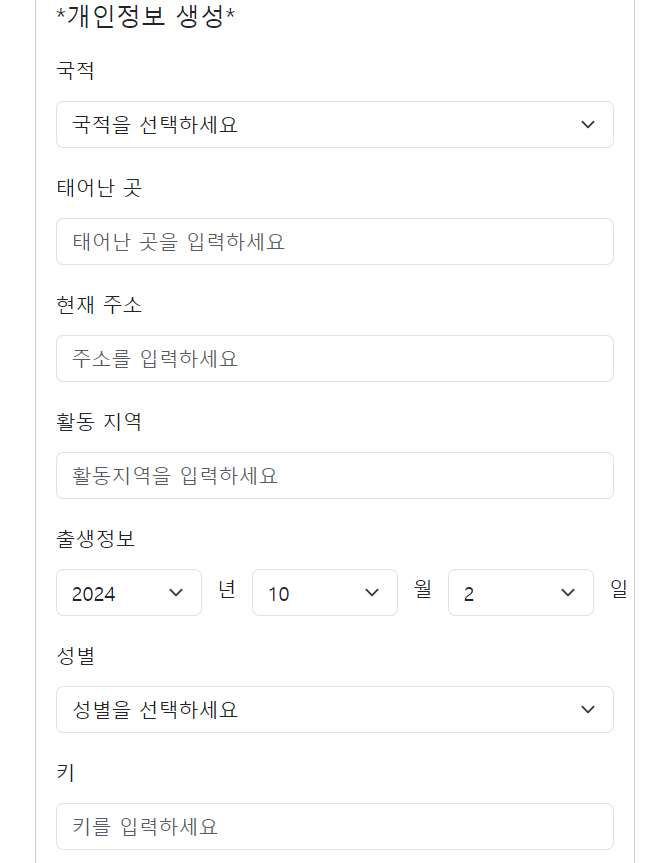 *개인정보 생성*
국적
국적을 선택하세요
태어난 곳
태어난 곳을 입력하세요
현재 주소
주소를 입력하세요
활동 지역
활동지역을 입력하세요
출생정보
2024 년 10 월 2 일
성별
성별을 선택하세요
키
키를 입력하세요